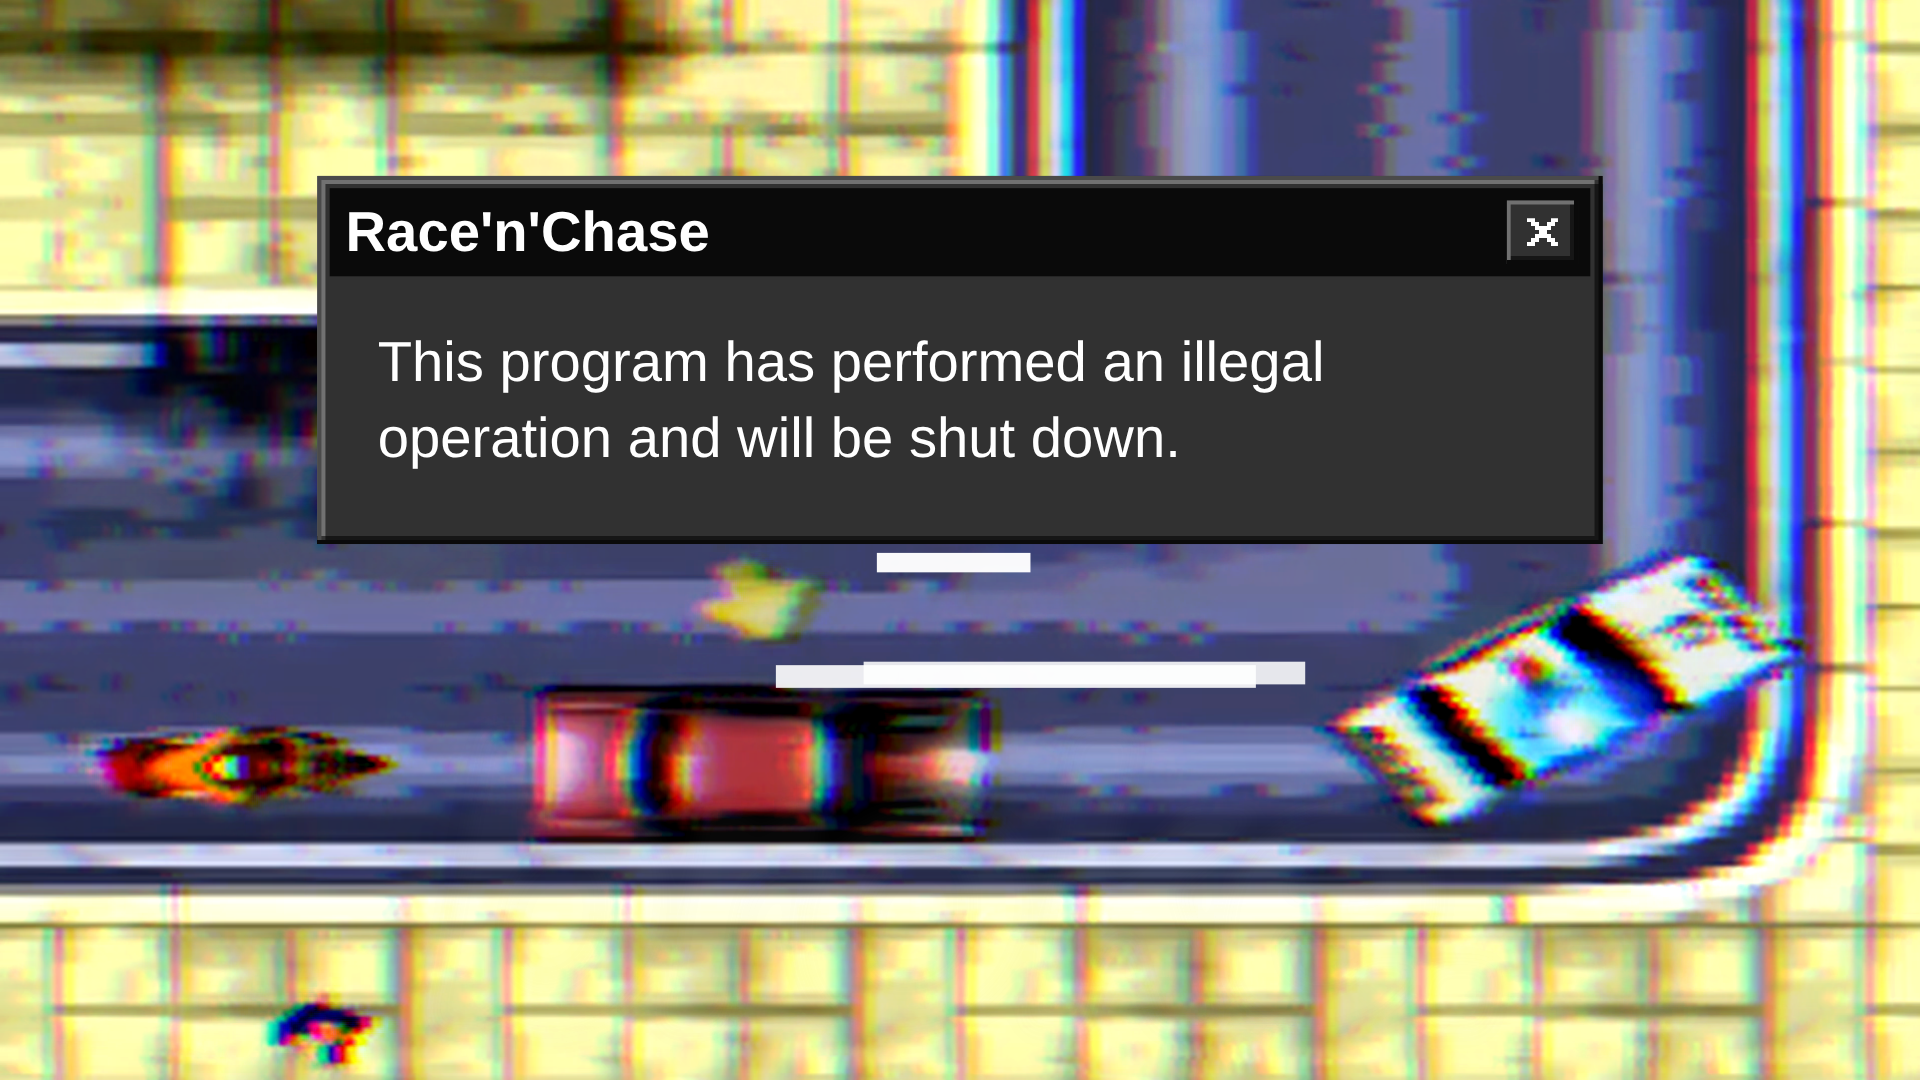 Race'n'Chase
This program has performed an illegal
operation and will be shut down.